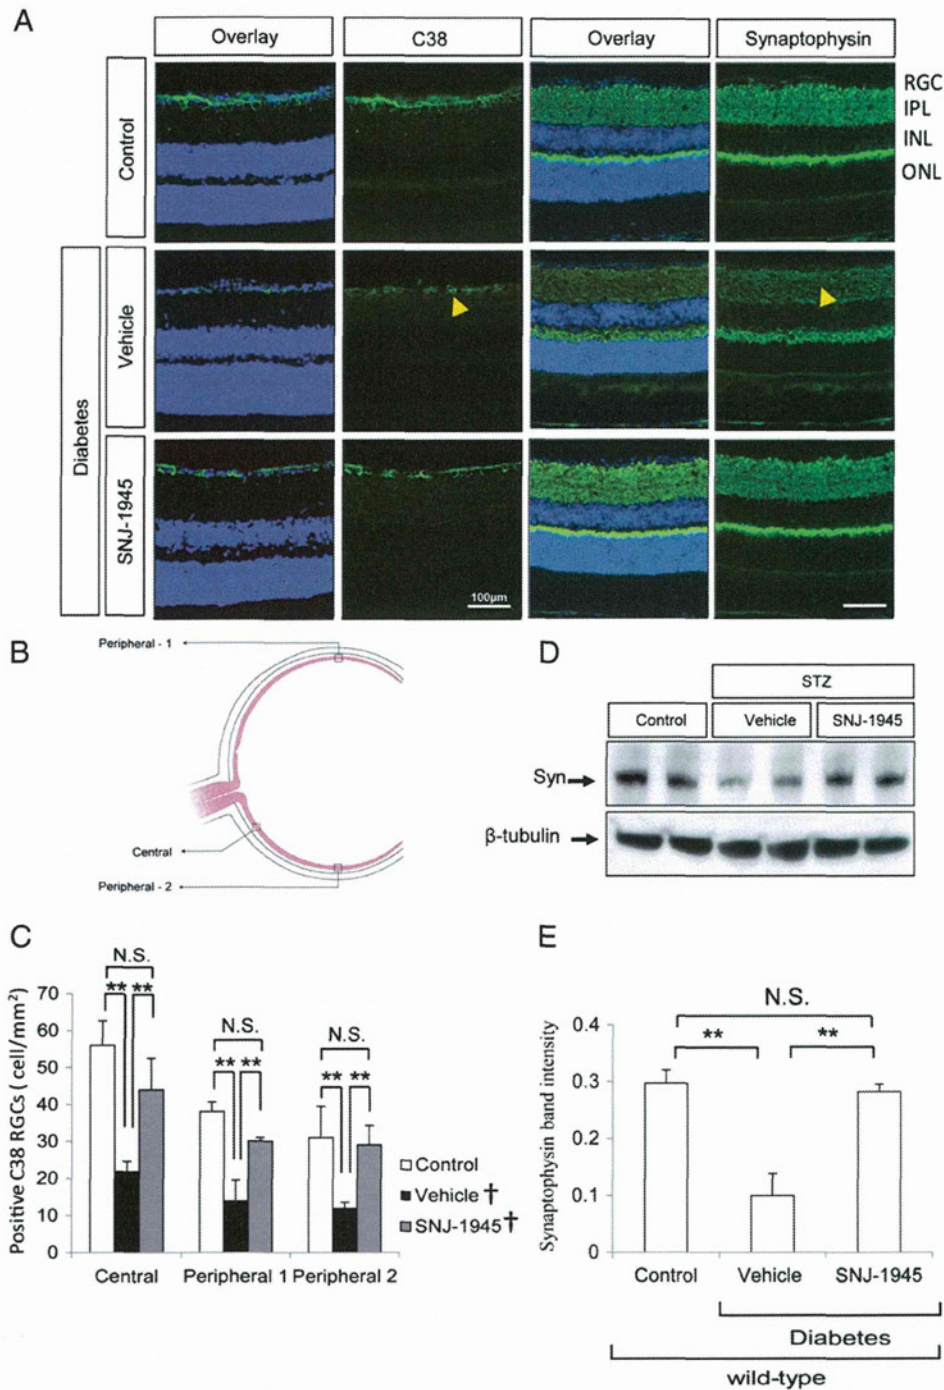 A
Overlay
C38
Overlay
Synaptophysin
Control
RGC
IPL
INL
ONL
Diabetes
Vehicle
SNJ-1945
100μm
B
Peripheral - 1
Central
Peripheral - 2
D
STZ
Control
Vehicle
SNJ-1945
Syn
β-tubulin
C
Positive C38 RGCs ( cell/mm²)
70
60
50
40
30
20
10
0
N.S.
** **
N.S.
** **
N.S.
** **
Control
Vehicle †
SNJ-1945 †
Central
Peripheral 1
Peripheral 2
E
Synaptophysin band intensity
0.4
0.3
0.2
0.1
0
N.S.
**
**
Control
Vehicle
SNJ-1945
Diabetes
wild-type